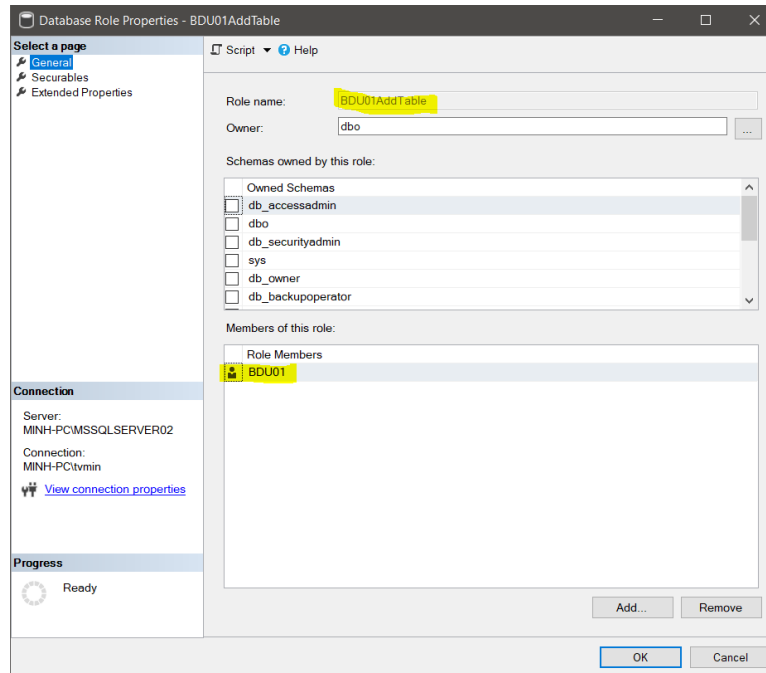 Database Role Properties - BDU01AddTable
Select a page
General
Securables
Extended Properties
Script Help
Role name: BDU01AddTable
Owner: dbo ...
Schemas owned by this role:
Owned Schemas
db_accessadmin
dbo
db_securityadmin
sys
db_owner
db_backupoperator
Members of this role:
Role Members
BDU01
Connection
Server:
MINH-PC\MSSQLSERVER02
Connection:
MINH-PC\tvmin
View connection properties
Progress
Ready
Add... Remove
OK Cancel